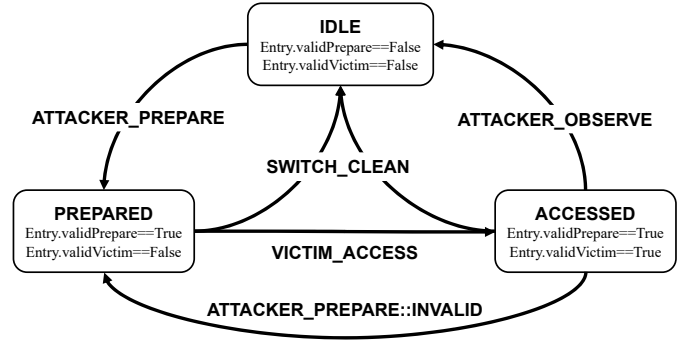 IDLE
Entry.validPrepare==False
Entry.validVictim==False
ATTACKER_PREPARE
ATTACKER_OBSERVE
SWITCH_CLEAN
PREPARED
Entry.validPrepare==True
Entry.validVictim==False
ACCESSED
Entry.validPrepare==True
Entry.validVictim==True
VICTIM_ACCESS
ATTACKER_PREPARE::INVALID